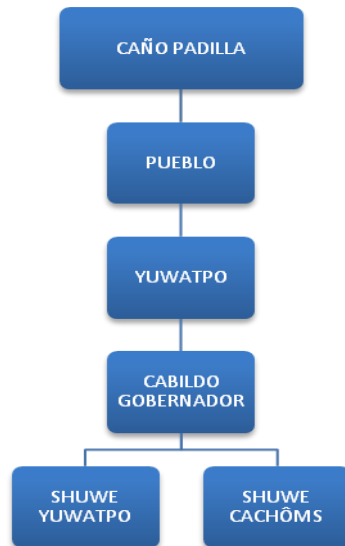 CAÑO PADILLA
PUEBLO
YUWATPO
CABILDO
GOBERNADOR
SHUWE
YUWATPO
SHUWE
CACHÔMS